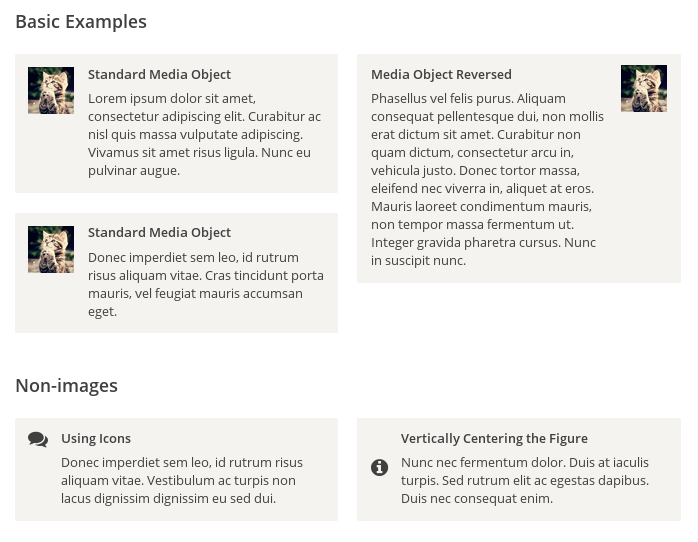 Basic Examples
Standard Media Object
Lorem ipsum dolor sit amet,
consectetur adipiscing elit. Curabitur ac
nisl quis massa vulputate adipiscing.
Vivamus sit amet risus ligula. Nunc eu
pulvinar augue.
Standard Media Object
Donec imperdiet sem leo, id rutrum
risus aliquam vitae. Cras tincidunt porta
mauris, vel feugiat mauris accumsan
eget.
Media Object Reversed
Phasellus vel felis purus. Aliquam
consequat pellentesque dui, non mollis
erat dictum sit amet. Curabitur non
quam dictum, consectetur arcu in,
vehicula justo. Donec tortor massa,
eleifend nec viverra in, aliquet at eros.
Mauris laoreet condimentum mauris,
non tempor massa fermentum ut.
Integer gravida pharetra cursus. Nunc
in suscipit nunc.
Non-images
Using Icons
Donec imperdiet sem leo, id rutrum risus
aliquam vitae. Vestibulum ac turpis non
lacus dignissim dignissim eu sed dui.
Vertically Centering the Figure
Nunc nec fermentum dolor. Duis at iaculis
turpis. Sed rutrum elit ac egestas dapibus.
Duis nec consequat enim.